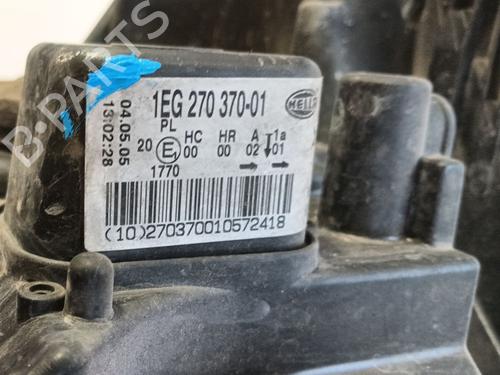 1EG 270 370-01
HELLA
PL
04.05.05
13:02:28
20 E1 HC HR A 1a
00 00 02 01
1770
(10)270370010572418
B-PARTS